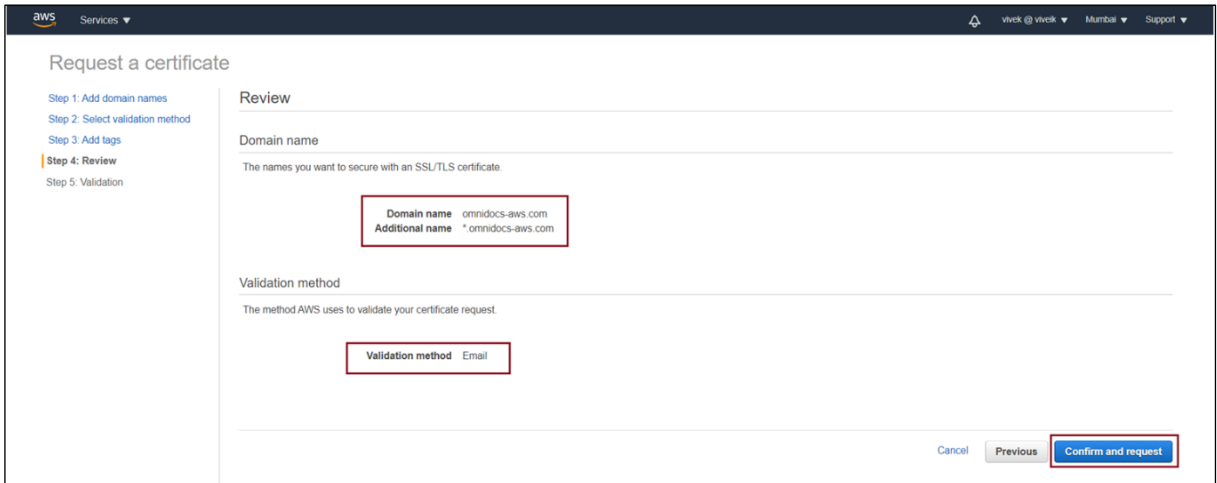 aws Services ▼ vivek @ viveik ▼ Mumbai ▼ Support ▼
Request a certificate
Step 1: Add domain names
Step 2: Select validation method
Step 3: Add tags
Step 4: Review
Step 5: Validation
Review
Domain name
The names you want to secure with an SSL/TLS certificate.
Domain name omnidocs-aws.com
Additional name *.omnidocs-aws.com
Validation method
The method AWS uses to validate your certificate request.
Validation method Email
Cancel Previous Confirm and request